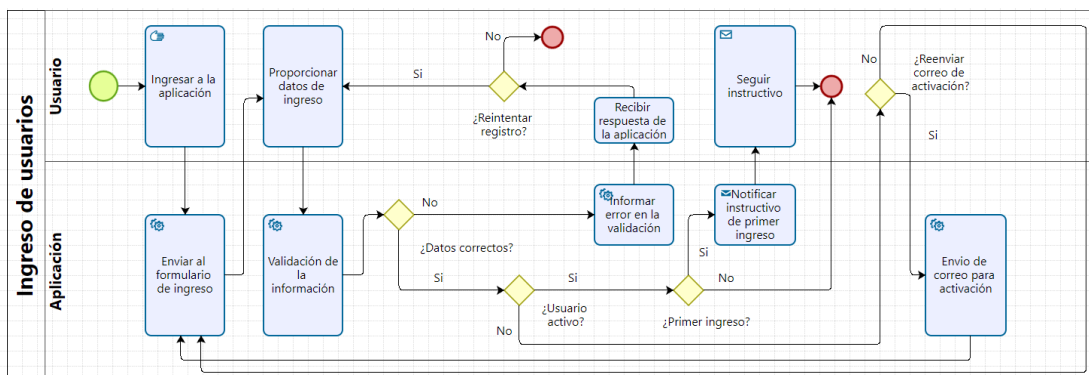 Ingreso de usuarios
Usuario
Aplicación
Ingresar a la
aplicación
Proporcionar
datos de
ingreso
No
Si
¿Reintentar
registro?
Recibir
respuesta de
la aplicación
Seguir
instructivo
No
¿Reenviar
correo de
activación?
Si
Enviar al
formulario
de ingreso
Validación de
la
información
No
¿Datos correctos?
Si
Informar
error en la
validación
Si
¿Usuario
activo?
No
Notificar
instructivo
de primer
ingreso
Si
No
¿Primer ingreso?
Envio de
correo para
activación